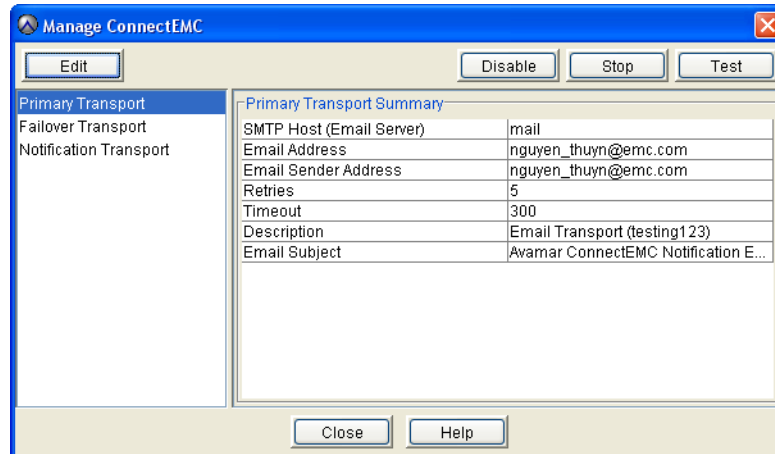 Manage ConnectEMC
Edit Disable Stop Test
Primary Transport
Failover Transport
Notification Transport
Primary Transport Summary
SMTP Host (Email Server) mail
Email Address nguyen_thuyn@emc.com
Email Sender Address nguyen_thuyn@emc.com
Retries 5
Timeout 300
Description Email Transport (testing123)
Email Subject Avamar ConnectEMC Notification E...
Close Help